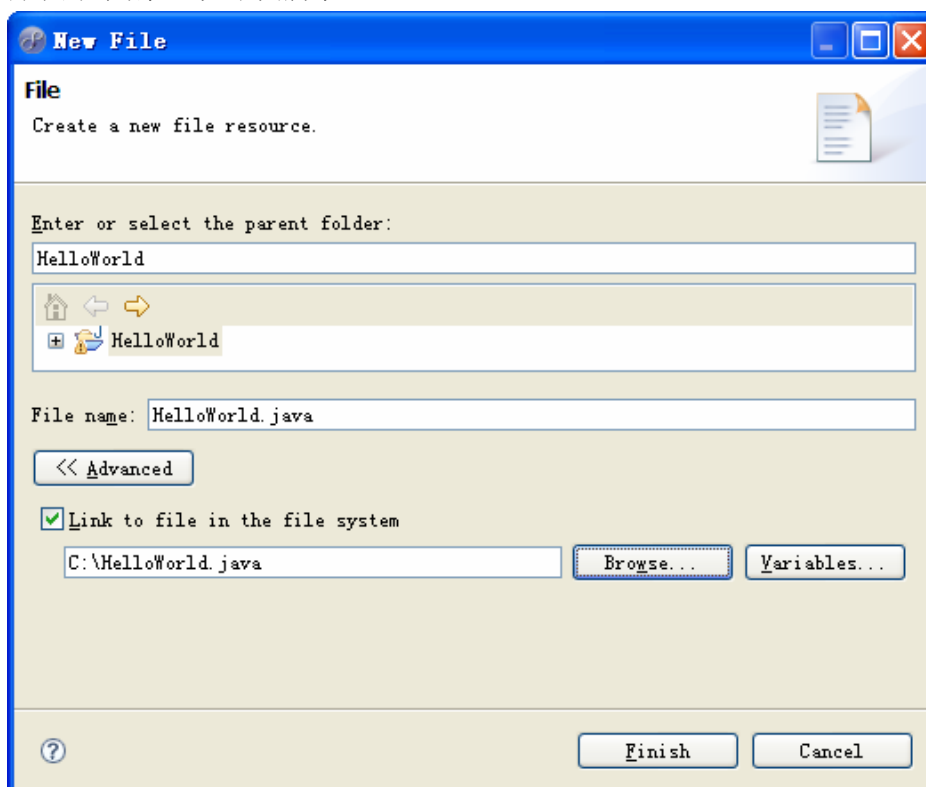 New File
File
Create a new file resource.
Enter or select the parent folder:
HelloWorld
HelloWorld
File name: HelloWorld.java
<< Advanced
Link to file in the file system
C:\HelloWorld.java Browse... Variables...
Finish Cancel